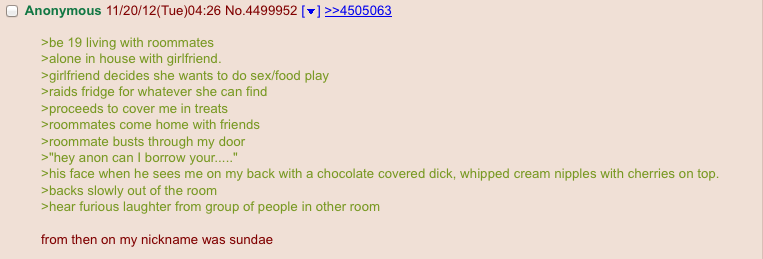 Anonymous 11/20/12(Tue)04:26 No.4499952 [▼] >>4505063
>be 19 living with roommates
>alone in house with girlfriend.
>girlfriend decides she wants to do sex/food play
>raids fridge for whatever she can find
>proceeds to cover me in treats
>roommates come home with friends
>roommate busts through my door
>"hey anon can I borrow your....."
>his face when he sees me on my back with a chocolate covered dick, whipped cream nipples with cherries on top.
>backs slowly out of the room
>hear furious laughter from group of people in other room
from then on my nickname was sundae